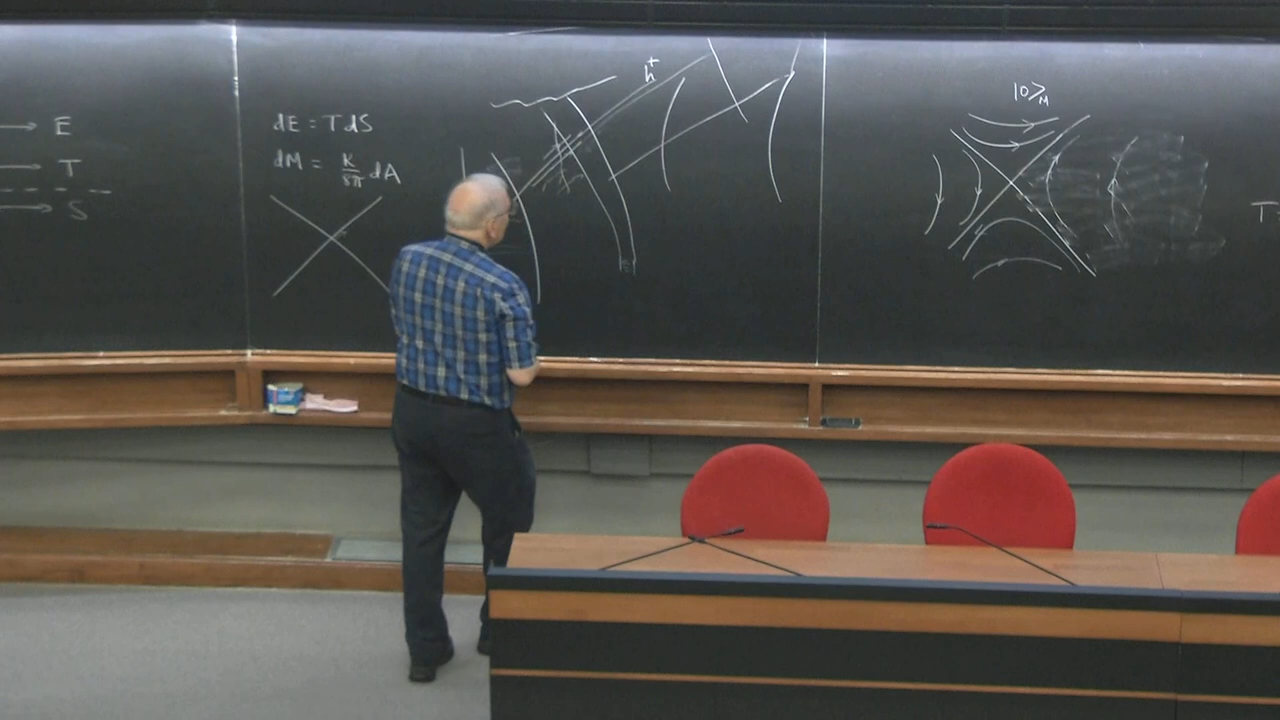 → E
→ T
→ S
dE = TdS
dM = κ/8π dA
h⁺
|0>_M
T